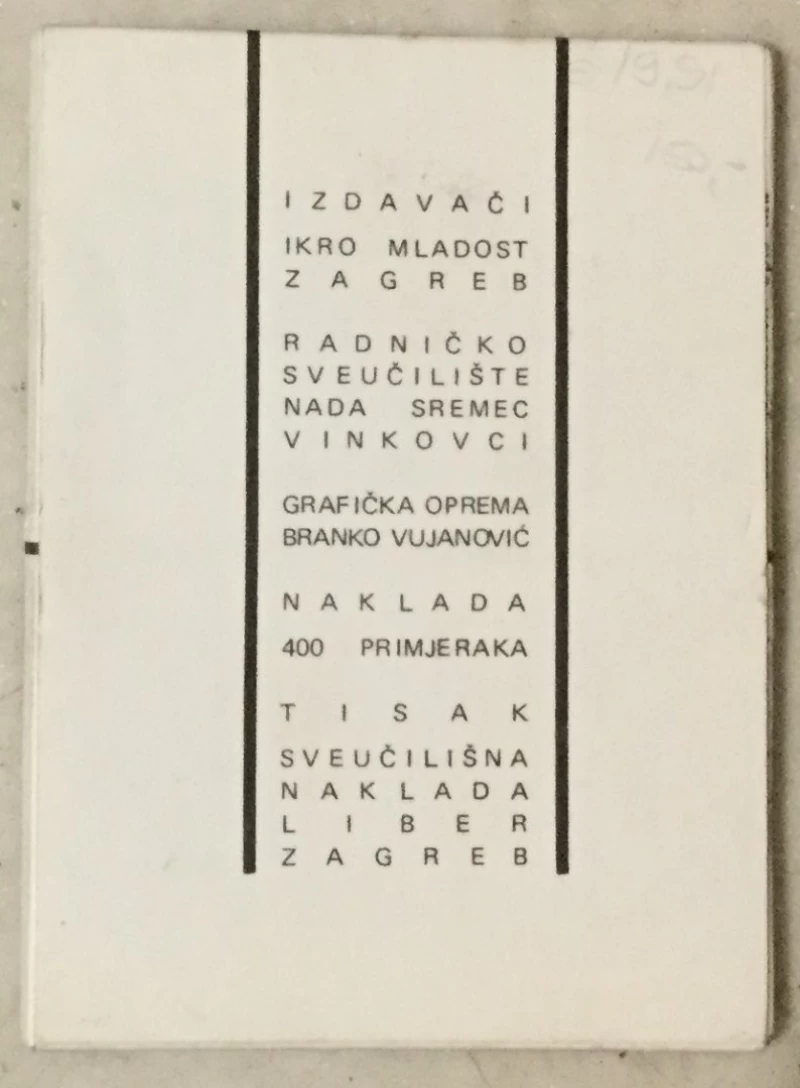 IZDAVAČI
IKRO MLADOST
ZAGREB
RADNIČKO
SVEUČILIŠTE
NADA SREMEC
VINKOVCI
GRAFIČKA OPREMA
BRANKO VUJANOVIĆ
NAKLADA
400 PRIMJERAKA
TISAK
SVEUČILIŠNA
NAKLADA
LIBER
ZAGREB